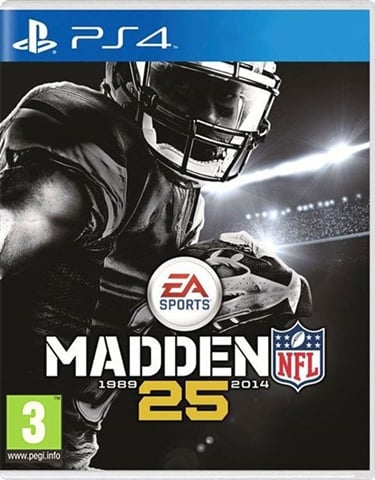 PS4
EA
SPORTS
MADDEN NFL
1989 2014
25
3
www.pegi.info